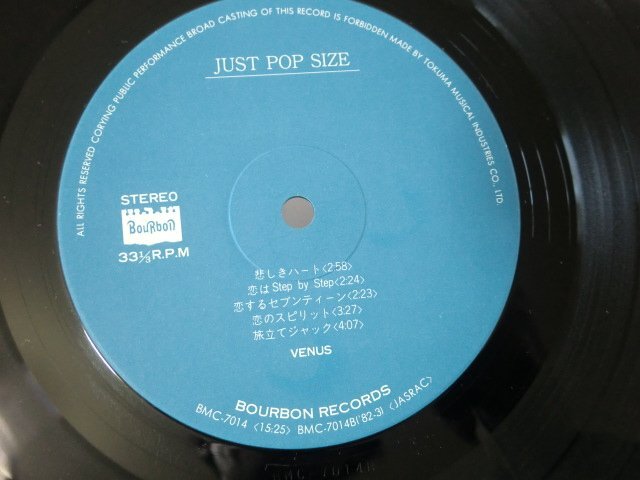 ALL RIGHTS RESERVED CORYING PUBLIC PERFORMANCE BROAD CASTING OF THIS RECORD IS FORBIDDEN MADE BY TOKUMA MUSICAL INDUSTRIES CO., LTD.
JUST POP SIZE
STEREO
BOURBON
33⅓R.P.M
悲しきハート<2:58>
恋はStep by Step<2:24>
恋するセブンティーン<2:23>
恋のスピリット<3:27>
旅立てジャック<4:07>
VENUS
BOURBON RECORDS
BMC-7014 <15:25> BMC-7014B('82-3) <JASRAC>